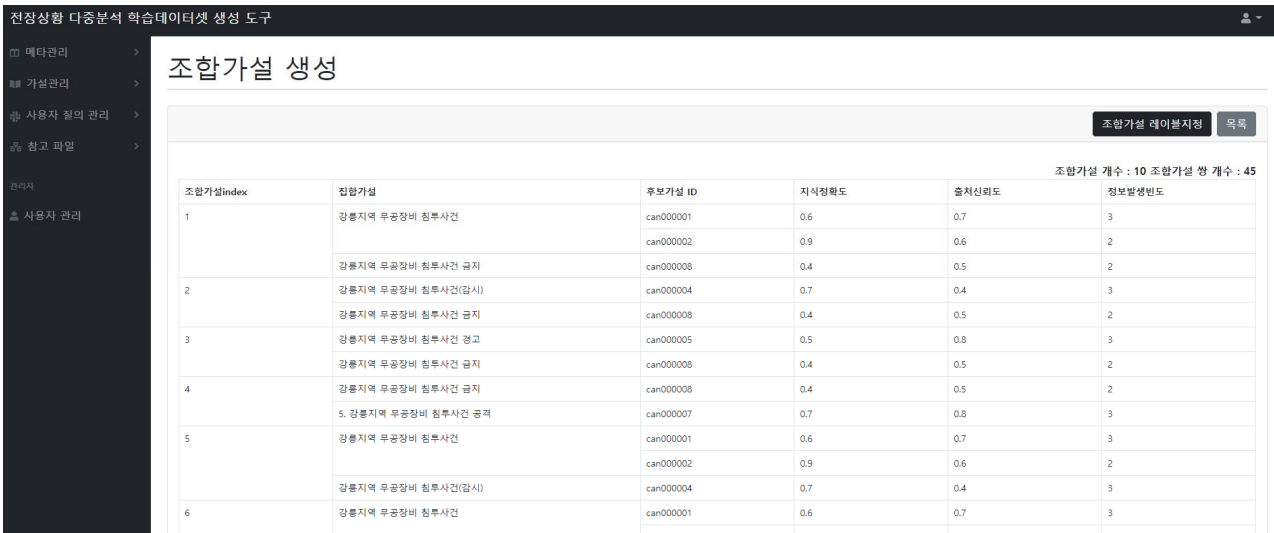 전장상황 다중분석 학습데이터셋 생성 도구
메타관리
가설관리
사용자 질의 관리
참고 파일
관리자
사용자 관리
조합가설 생성
조합가설 레이블지정 목록
조합가설 개수 : 10 조합가설 쌍 개수 : 45
조합가설index 집합가설 후보가설 ID 지식정확도 출처신뢰도 정보발생빈도
1 강릉지역 무공장비 침투사건 can000001 0.6 0.7 3
can000002 0.9 0.6 2
강릉지역 무공장비 침투사건 금지 can000008 0.4 0.5 2
2 강릉지역 무공장비 침투사건(감시) can000004 0.7 0.4 3
강릉지역 무공장비 침투사건 금지 can000008 0.4 0.5 2
3 강릉지역 무공장비 침투사건 경고 can000005 0.5 0.8 3
강릉지역 무공장비 침투사건 금지 can000008 0.4 0.5 2
4 강릉지역 무공장비 침투사건 금지 can000008 0.4 0.5 2
5. 강릉지역 무공장비 침투사건 공격 can000007 0.7 0.8 3
5 강릉지역 무공장비 침투사건 can000001 0.6 0.7 3
can000002 0.9 0.6 2
강릉지역 무공장비 침투사건(감시) can000004 0.7 0.4 3
6 강릉지역 무공장비 침투사건 can000001 0.6 0.7 3